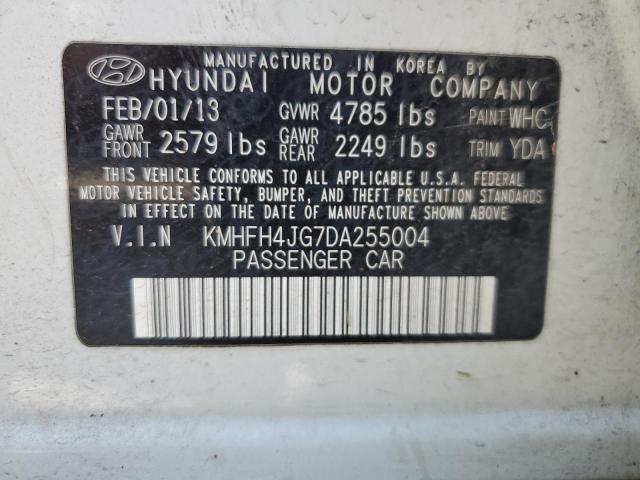 MANUFACTURED IN KOREA BY
HYUNDAI MOTOR COMPANY
FEB/01/13 GVWR 4785 lbs PAINT WHC
GAWR FRONT 2579 lbs GAWR REAR 2249 lbs TRIM YDA
THIS VEHICLE CONFORMS TO ALL APPLICABLE U.S.A. FEDERAL
MOTOR VEHICLE SAFETY, BUMPER, AND THEFT PREVENTION STANDARDS
IN EFFECT ON THE DATE OF MANUFACTURE SHOWN ABOVE.
V.I.N KMHFH4JG7DA255004
PASSENGER CAR